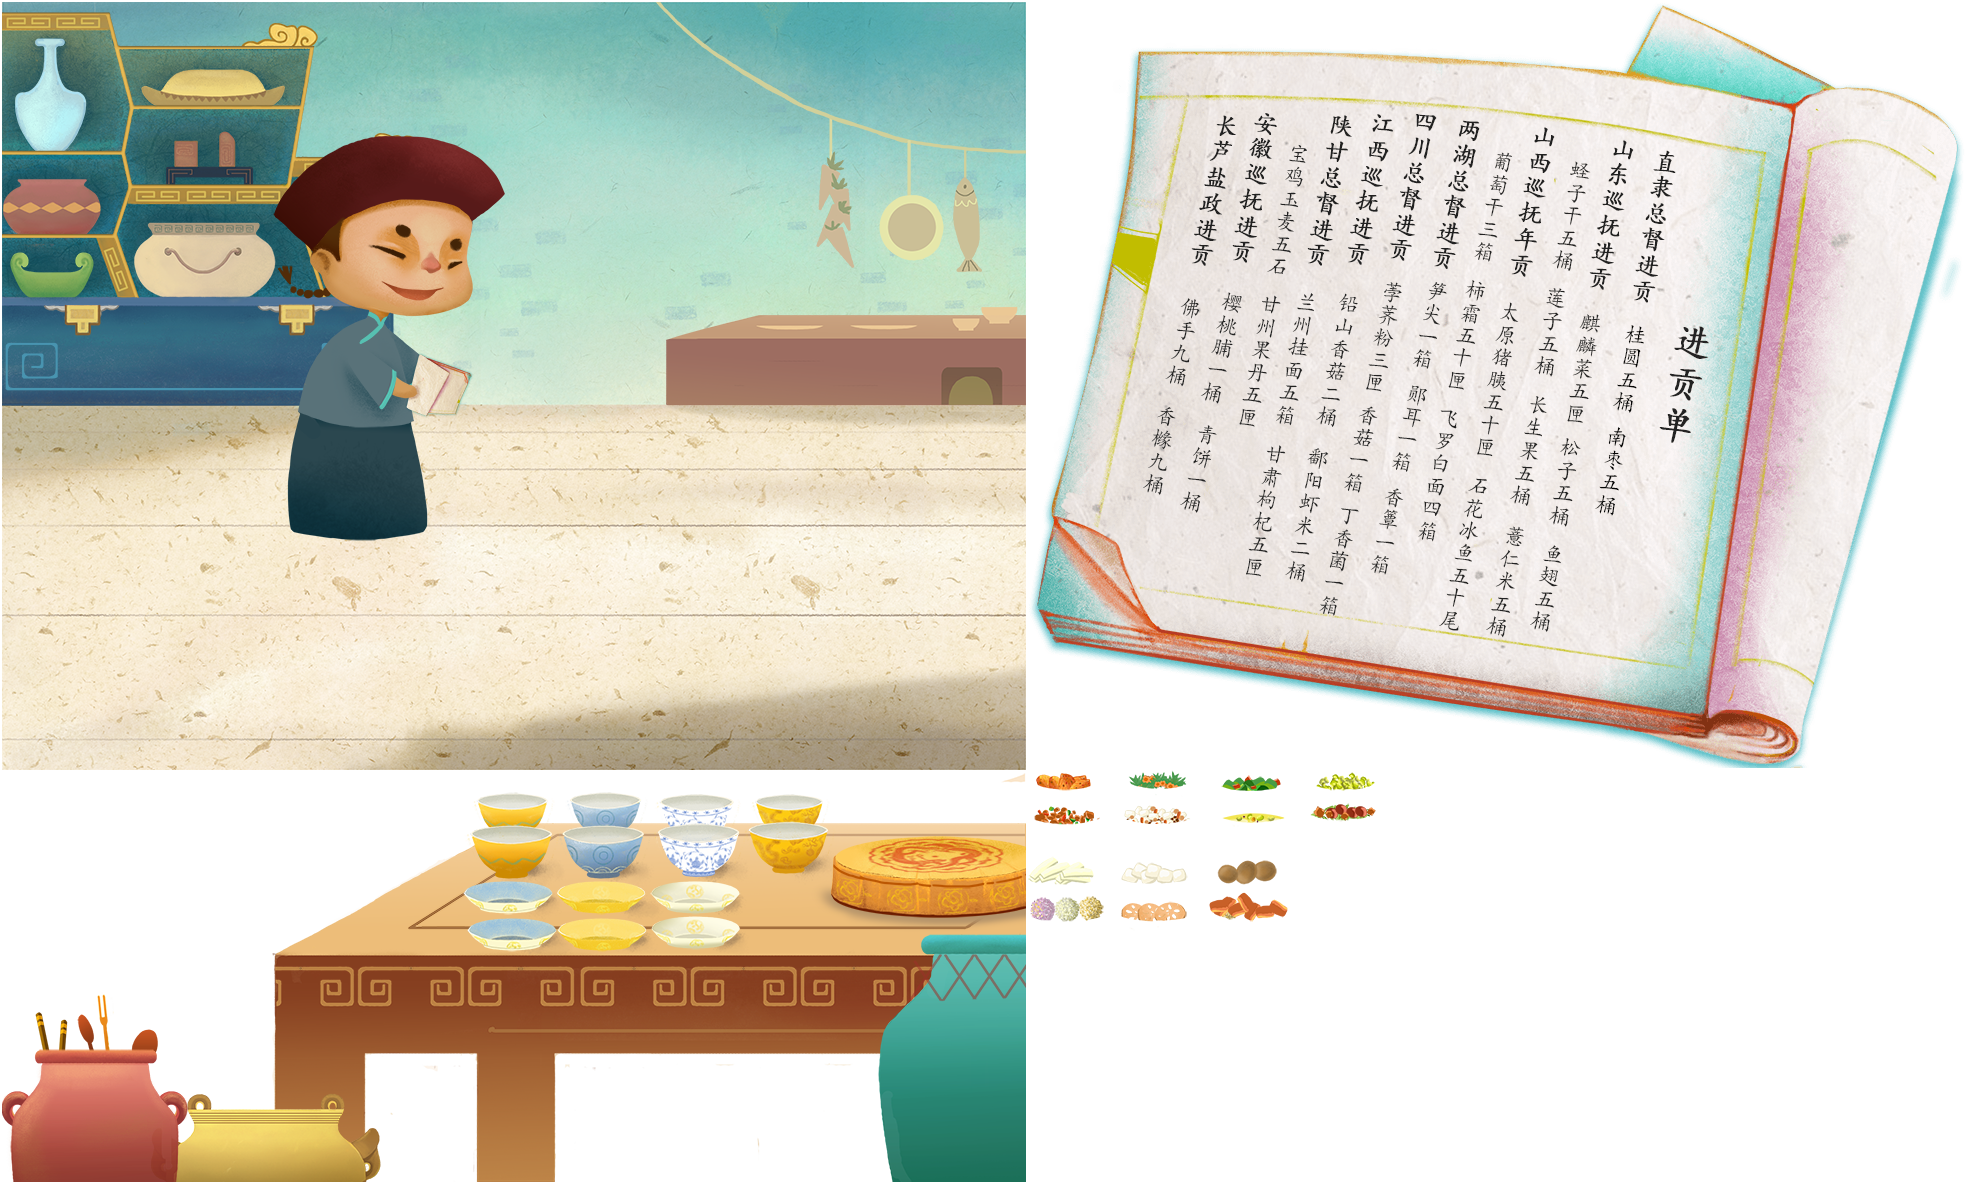 进贡单
直隶总督进贡 桂圆五桶 南枣五桶
山东巡抚进贡 麒麟菜五匣 松子五桶 鱼翅五桶
蛏子干五桶 莲子五桶 长生果五桶 薏仁米五桶
山西巡抚年贡 太原猪胰五十匣 石花冰鱼五十尾
葡萄干三箱 柿霜五十匣 飞罗白面四箱
两湖总督进贡 笋尖一箱 郧耳一箱 香蕈一箱
四川总督进贡 荸荠粉三匣 香菇一箱 丁香菌一箱
江西巡抚进贡 铅山香菇二桶 鄱阳虾米二桶
陕甘总督进贡 兰州挂面五箱 甘肃枸杞五匣
宝鸡玉麦五石 甘州果丹五匣
安徽巡抚进贡 樱桃脯一桶 青饼一桶
长芦盐政进贡 佛手九桶 香橼九桶